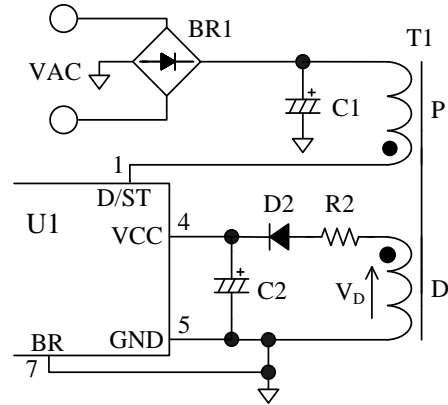 BR1
T1
VAC
+
C1
P
1
D/ST
U1
4
D2
R2
VCC
+
C2
V_D
D
GND
5
BR
7